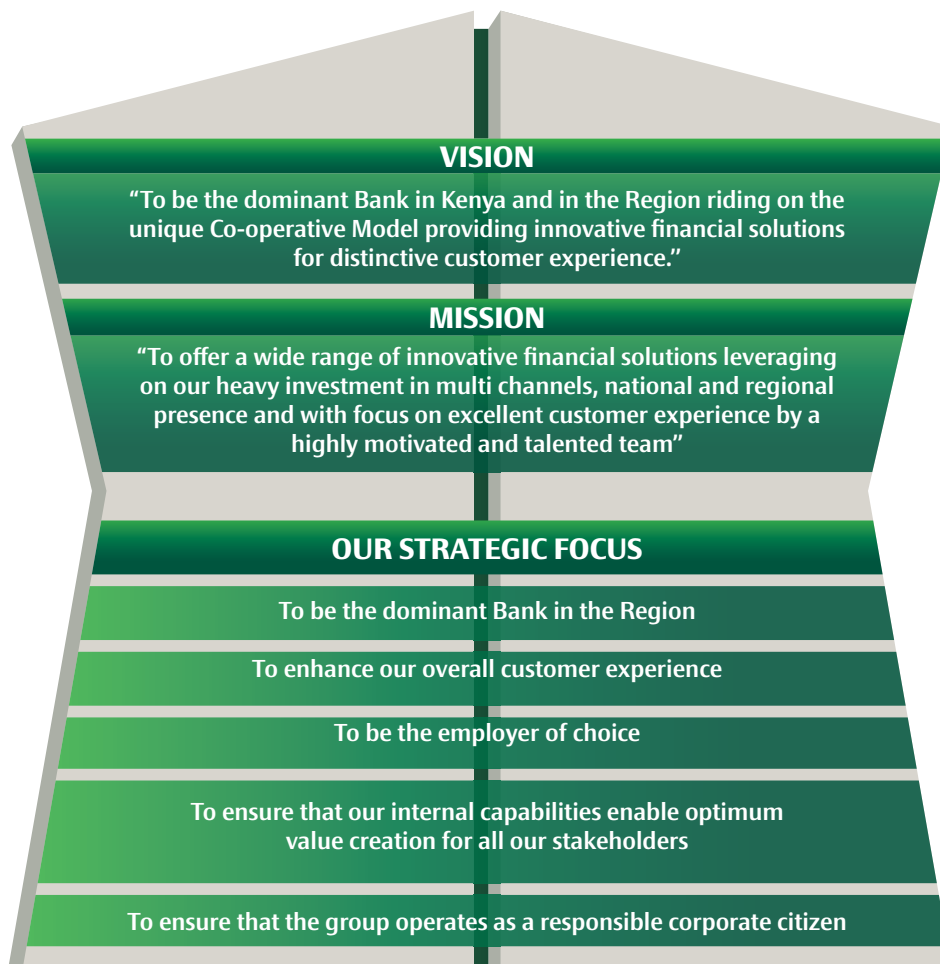 VISION
“To be the dominant Bank in Kenya and in the Region riding on the
unique Co-operative Model providing innovative financial solutions
for distinctive customer experience.”
MISSION
“To offer a wide range of innovative financial solutions leveraging
on our heavy investment in multi channels, national and regional
presence and with focus on excellent customer experience by a
highly motivated and talented team”
OUR STRATEGIC FOCUS
To be the dominant Bank in the Region
To enhance our overall customer experience
To be the employer of choice
To ensure that our internal capabilities enable optimum
value creation for all our stakeholders
To ensure that the group operates as a responsible corporate citizen